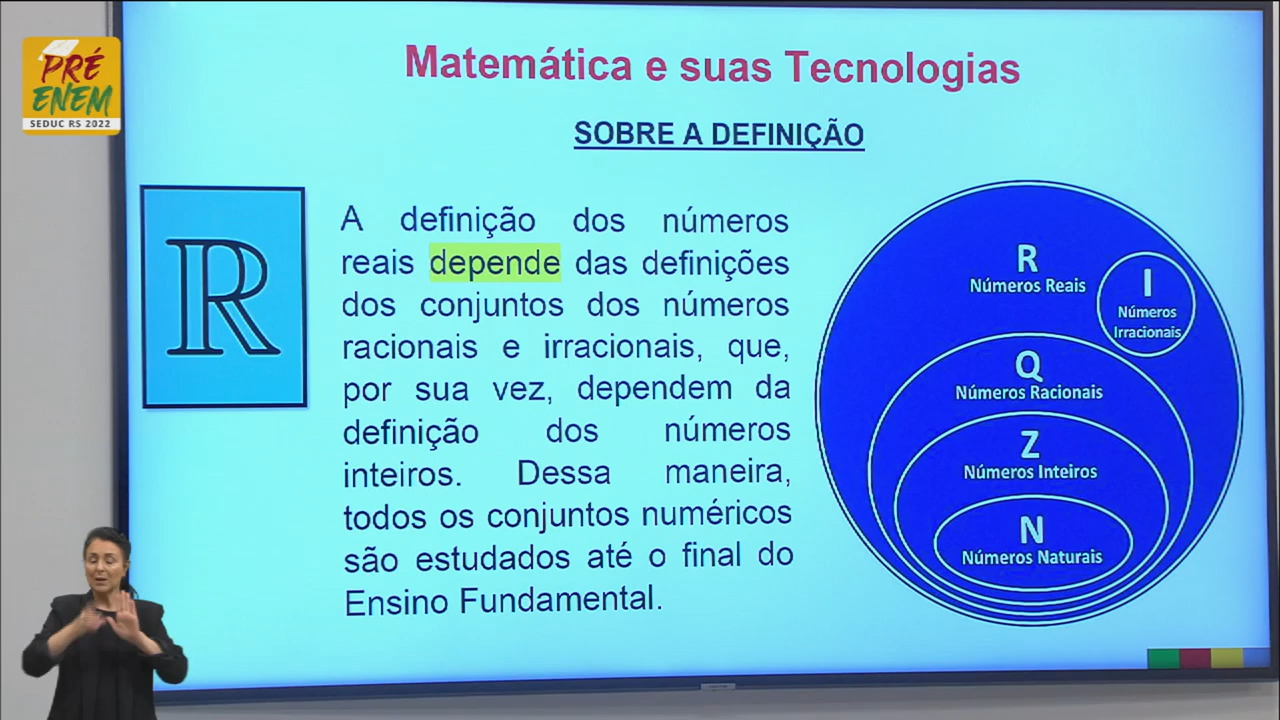 PRÉ
ENEM
SEDUC RS 2022
Matemática e suas Tecnologias
SOBRE A DEFINIÇÃO
R
A definição dos números
reais depende das definições
dos conjuntos dos números
racionais e irracionais, que,
por sua vez, dependem da
definição dos números
inteiros. Dessa maneira,
todos os conjuntos numéricos
são estudados até o final do
Ensino Fundamental.
R
Números Reais
I
Números
Irracionais
Q
Números Racionais
Z
Números Inteiros
N
Números Naturais